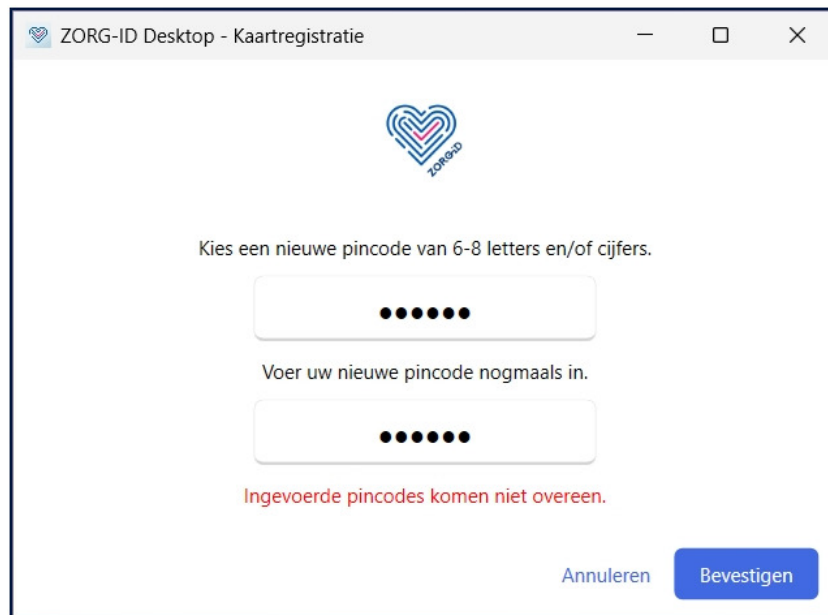 ZORG-ID Desktop - Kaartregistratie
ZORG-ID
Kies een nieuwe pincode van 6-8 letters en/of cijfers.
●●●●●●
Voer uw nieuwe pincode nogmaals in.
●●●●●●
Ingevoerde pincodes komen niet overeen.
Annuleren Bevestigen